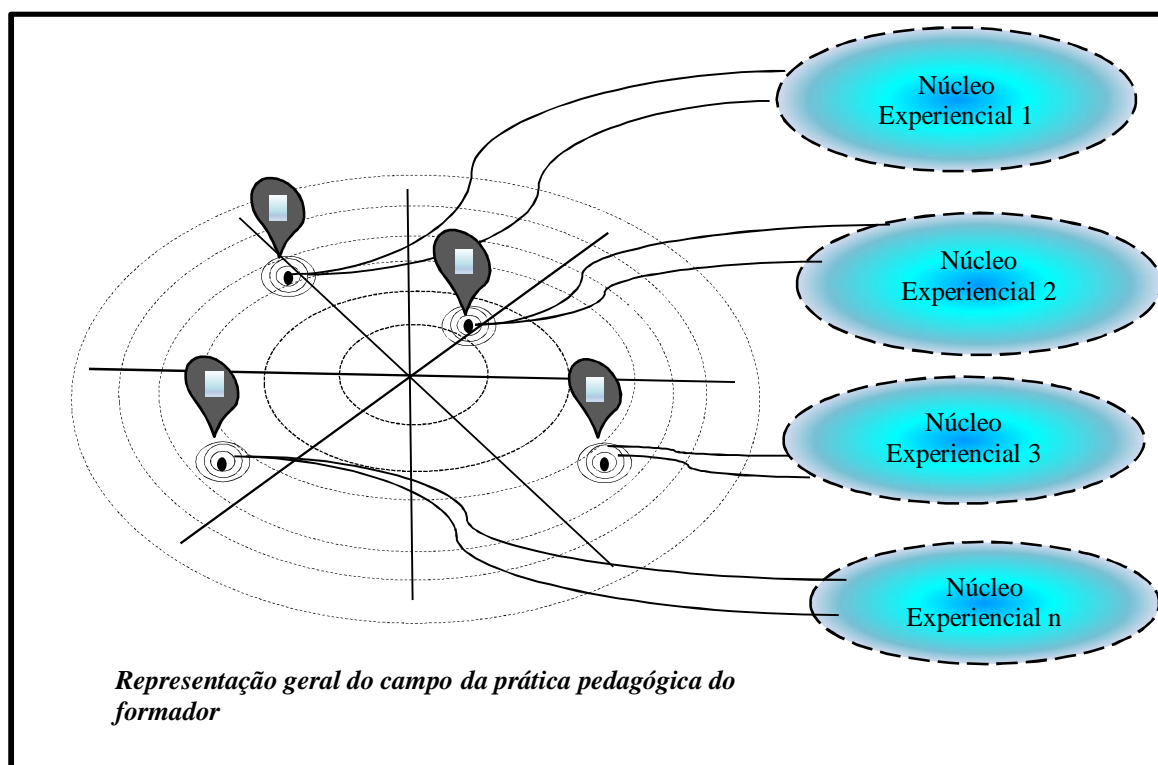 Núcleo
Experiencial 1
Núcleo
Experiencial 2
Núcleo
Experiencial 3
Núcleo
Experiencial n
Representação geral do campo da prática pedagógica do
formador